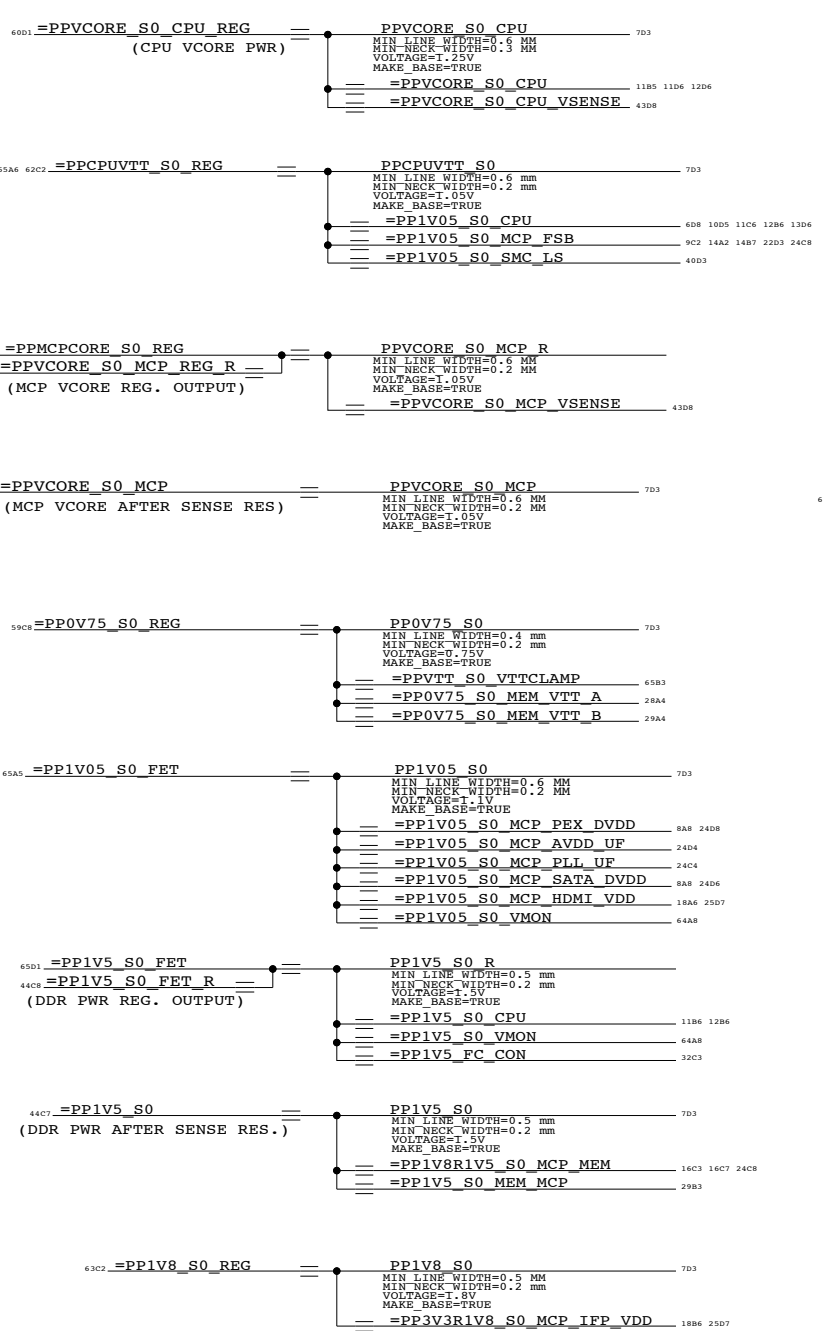 60D1 =PPVCORE_S0_CPU_REG PPVCORE_S0_CPU 7D3
(CPU VCORE PWR)
MIN_LINE_WIDTH=0.6 MM
MIN_NECK_WIDTH=0.3 MM
VOLTAGE=1.25V
MAKE_BASE=TRUE
=PPVCORE_S0_CPU 11B5 11D6 12D6
=PPVCORE_S0_CPU_VSENSE 43D8
65A6 62C2 =PPCPUVTT_S0_REG PPCPUVTT_S0 7D3
MIN_LINE_WIDTH=0.6 mm
MIN_NECK_WIDTH=0.2 mm
VOLTAGE=1.05V
MAKE_BASE=TRUE
=PP1V05_S0_CPU 6D8 10D5 11C6 12B6 13D6
=PP1V05_S0_MCP_FSB 9C2 14A2 14B7 22D3 24C8
=PP1V05_S0_SMC_LS 40D3
=PPMCPCORE_S0_REG PPVCORE_S0_MCP_R
=PPVCORE_S0_MCP_REG_R
(MCP VCORE REG. OUTPUT)
MIN_LINE_WIDTH=0.6 MM
MIN_NECK_WIDTH=0.2 MM
VOLTAGE=1.05V
MAKE_BASE=TRUE
=PPVCORE_S0_MCP_VSENSE 43D8
=PPVCORE_S0_MCP PPVCORE_S0_MCP 7D3
(MCP VCORE AFTER SENSE RES)
MIN_LINE_WIDTH=0.6 MM
MIN_NECK_WIDTH=0.2 MM
VOLTAGE=1.05V
MAKE_BASE=TRUE
6
59C8 =PP0V75_S0_REG PP0V75_S0 7D3
MIN_LINE_WIDTH=0.4 mm
MIN_NECK_WIDTH=0.2 mm
VOLTAGE=0.75V
MAKE_BASE=TRUE
=PPVTT_S0_VTTCLAMP 65B3
=PP0V75_S0_MEM_VTT_A 28A4
=PP0V75_S0_MEM_VTT_B 29A4
65A5 =PP1V05_S0_FET PP1V05_S0 7D3
MIN_LINE_WIDTH=0.6 MM
MIN_NECK_WIDTH=0.2 MM
VOLTAGE=1.1V
MAKE_BASE=TRUE
=PP1V05_S0_MCP_PEX_DVDD 8A8 24D8
=PP1V05_S0_MCP_AVDD_UF 24D4
=PP1V05_S0_MCP_PLL_UF 24C4
=PP1V05_S0_MCP_SATA_DVDD 8A8 24D6
=PP1V05_S0_MCP_HDMI_VDD 18A6 25D7
=PP1V05_S0_VMON 64A8
65D1 =PP1V5_S0_FET PP1V5_S0_R
44C8 =PP1V5_S0_FET_R
(DDR PWR REG. OUTPUT)
MIN_LINE_WIDTH=0.5 mm
MIN_NECK_WIDTH=0.2 mm
VOLTAGE=1.5V
MAKE_BASE=TRUE
=PP1V5_S0_CPU 11B6 12B6
=PP1V5_S0_VMON 64A8
=PP1V5_FC_CON 32C3
44C7 =PP1V5_S0 PP1V5_S0 7D3
(DDR PWR AFTER SENSE RES.)
MIN_LINE_WIDTH=0.5 mm
MIN_NECK_WIDTH=0.2 mm
VOLTAGE=1.5V
MAKE_BASE=TRUE
=PP1V8R1V5_S0_MCP_MEM 16C3 16C7 24C8
=PP1V5_S0_MEM_MCP 29B3
63C2 =PP1V8_S0_REG PP1V8_S0 7D3
MIN_LINE_WIDTH=0.5 MM
MIN_NECK_WIDTH=0.2 mm
VOLTAGE=1.8V
MAKE_BASE=TRUE
=PP3V3R1V8_S0_MCP_IFP_VDD 18B6 25D7